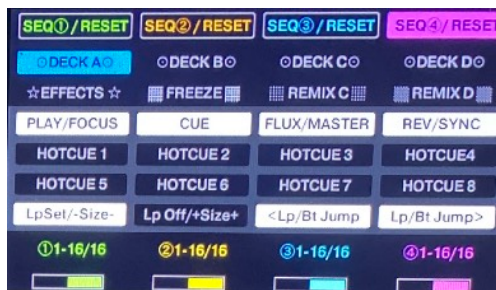 SEQ①/RESET SEQ②/RESET SEQ③/RESET SEQ④/RESET
⊙DECK A⊙ ⊙DECK B⊙ ⊙DECK C⊙ ⊙DECK D⊙
☆EFFECTS☆ ▦FREEZE▦ ▦REMIX C▦ ▦REMIX D▦
PLAY/FOCUS CUE FLUX/MASTER REV/SYNC
HOTCUE 1 HOTCUE 2 HOTCUE 3 HOTCUE4
HOTCUE 5 HOTCUE 6 HOTCUE 7 HOTCUE 8
LpSet/-Size- Lp Off/+Size+ <Lp/Bt Jump Lp/Bt Jump>
①1-16/16 ②1-16/16 ③1-16/16 ④1-16/16